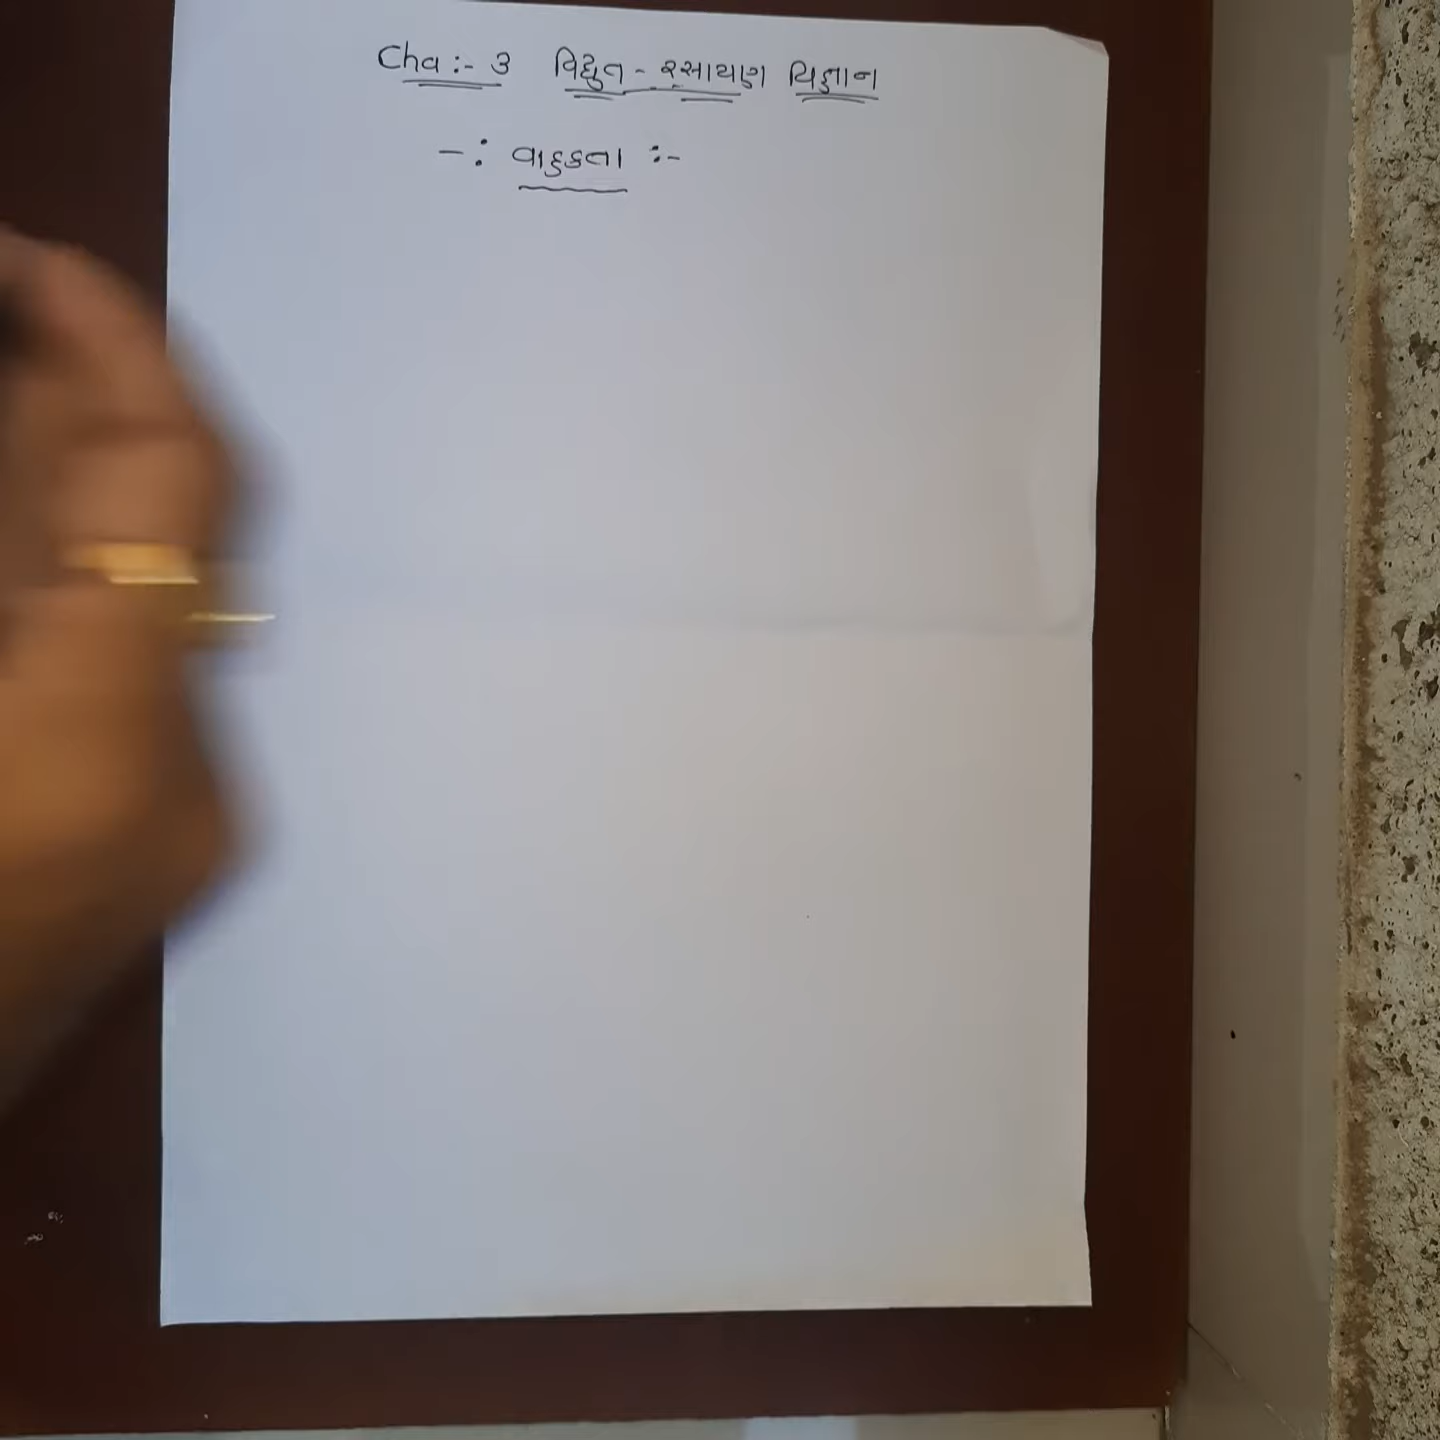 Cha :- 3 વિદ્યુત - રસાયણ વિજ્ઞાન
-: વાહકતા :-